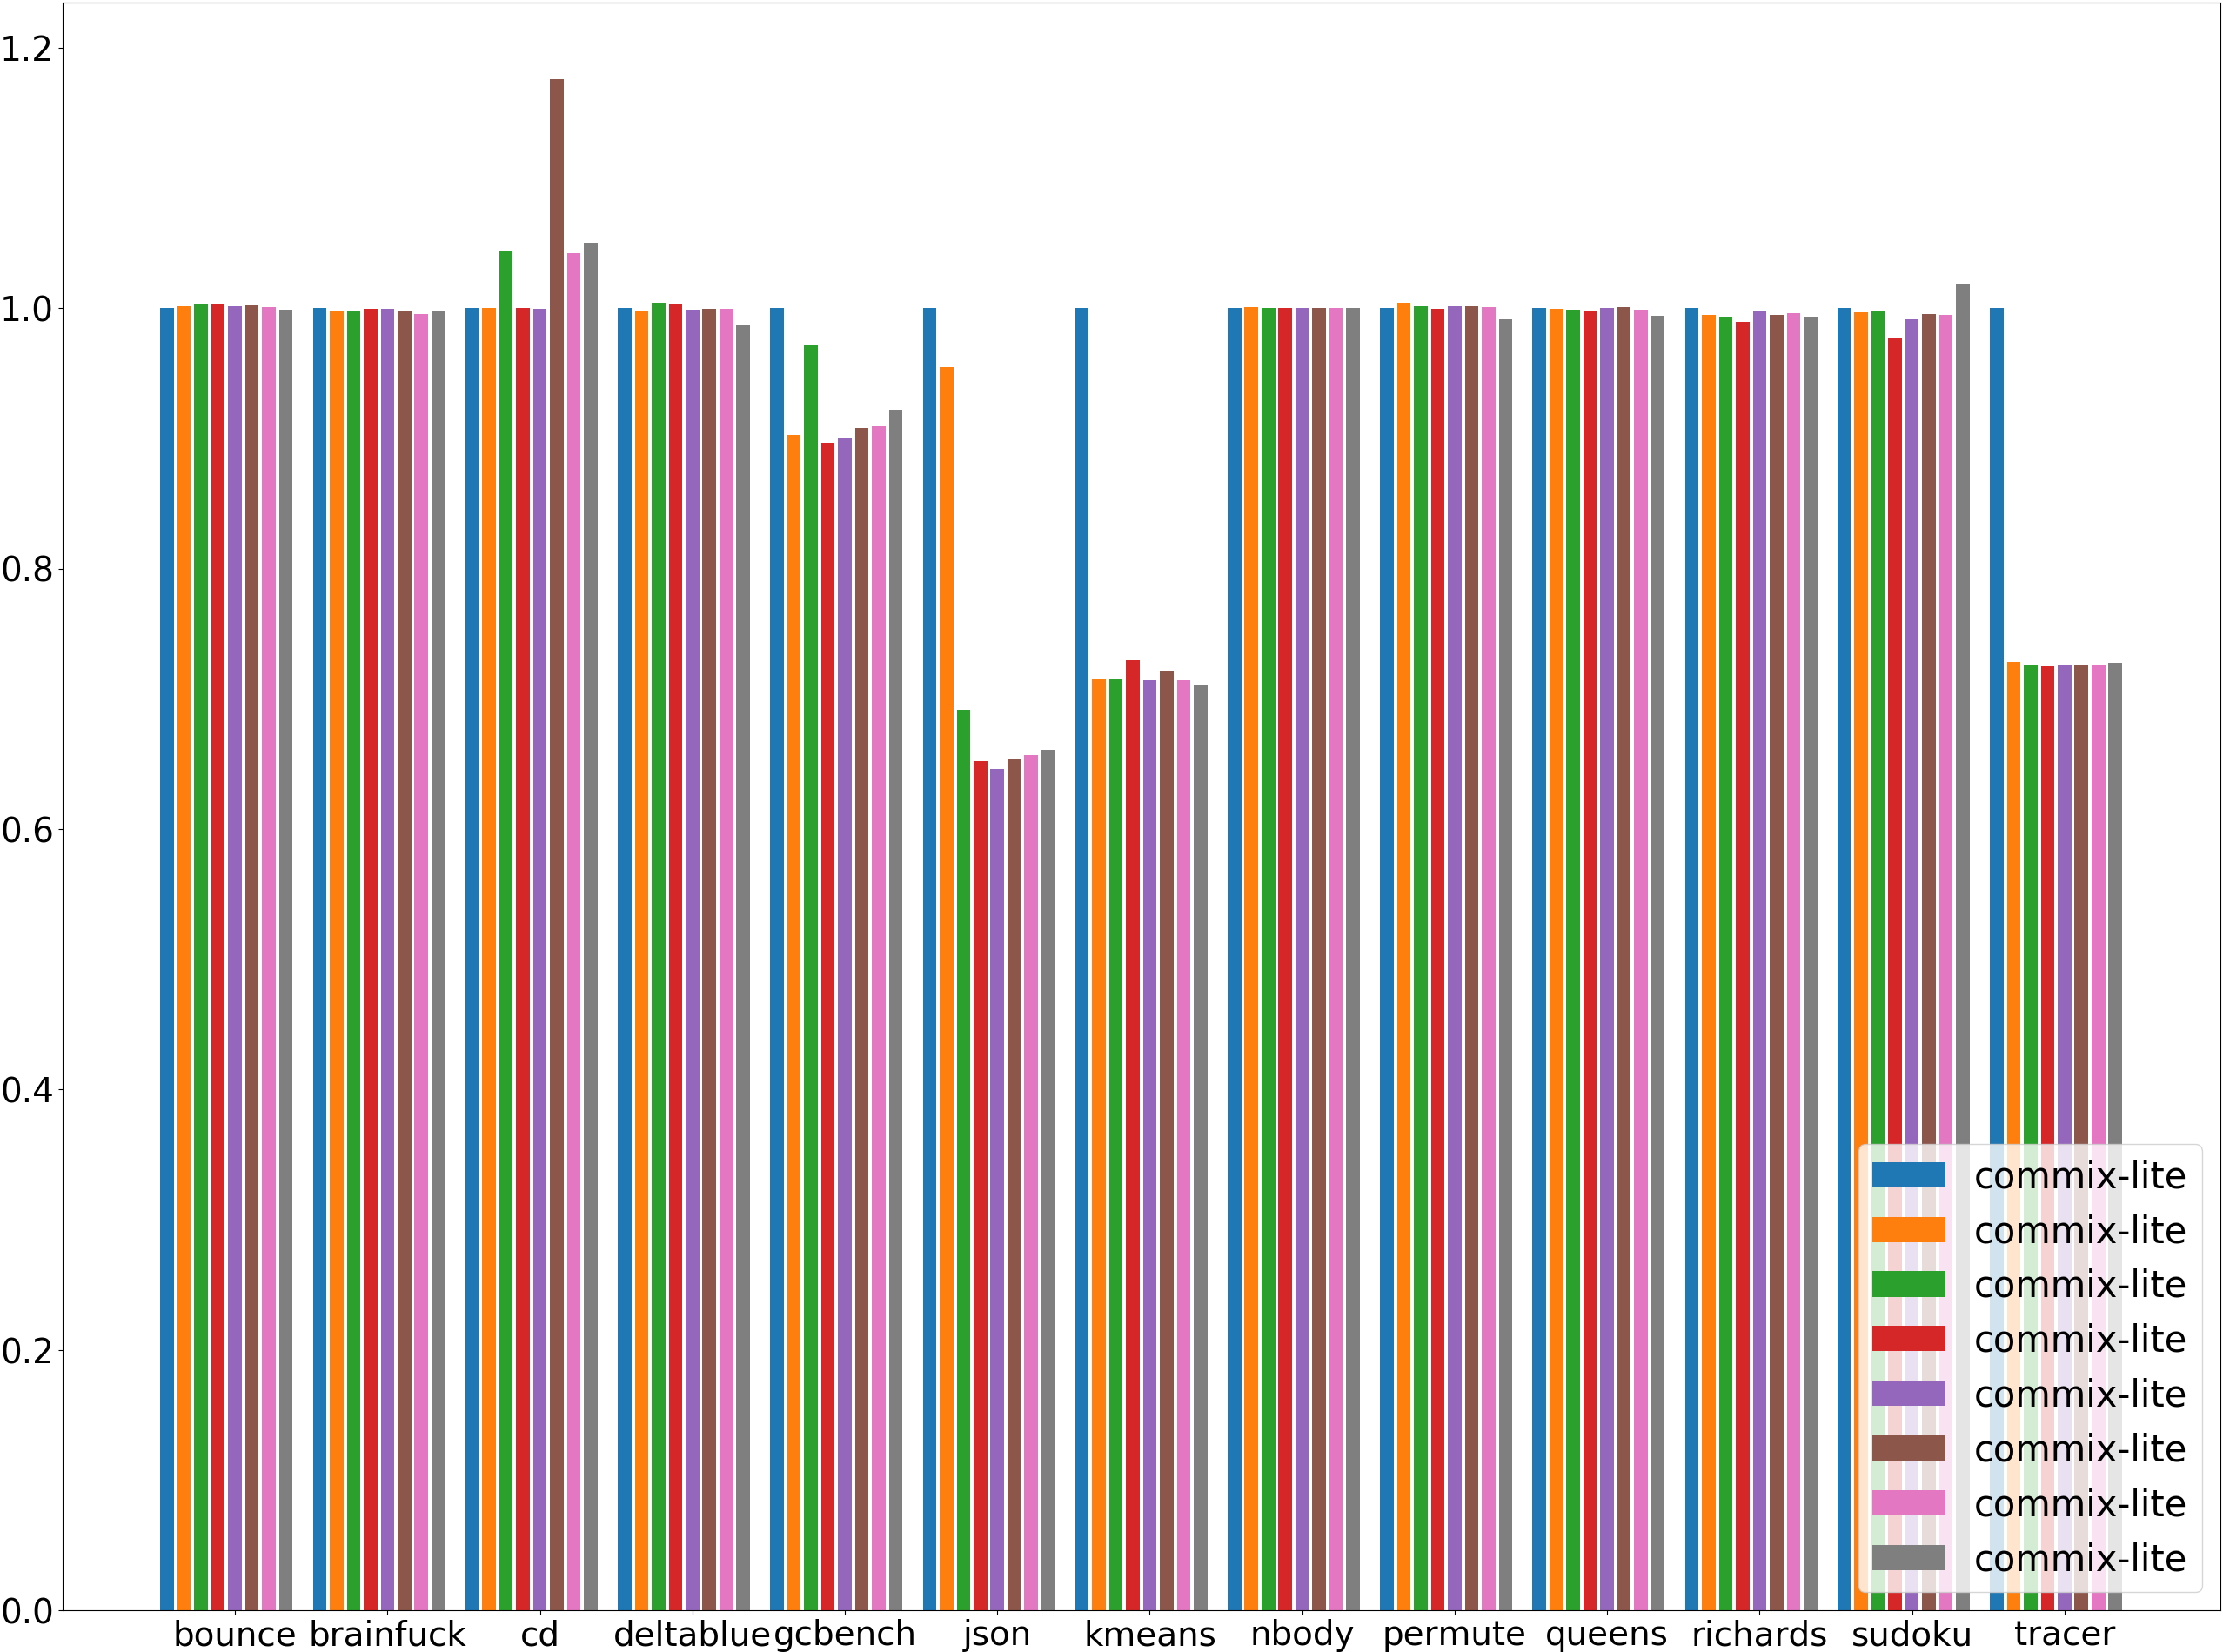 1.2
1.0
0.8
0.6
0.4
0.2
0.0
commix-lite
commix-lite
commix-lite
commix-lite
commix-lite
commix-lite
commix-lite
commix-lite
bounce brainfuck cd deltablue gcbench json kmeans nbody permute queens richards sudoku tracer